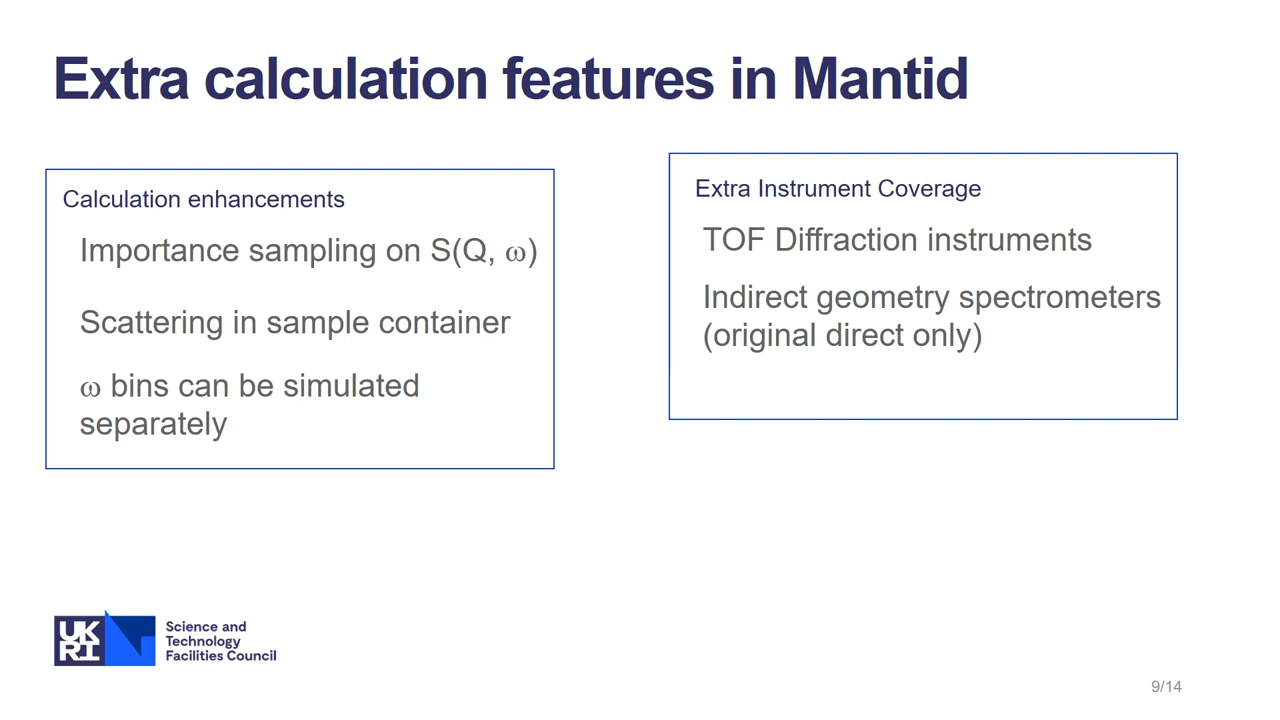 Extra calculation features in Mantid
Calculation enhancements
Importance sampling on S(Q, ω)
Scattering in sample container
ω bins can be simulated
separately
Extra Instrument Coverage
TOF Diffraction instruments
Indirect geometry spectrometers
(original direct only)
UK
RI
Science and
Technology
Facilities Council
9/14